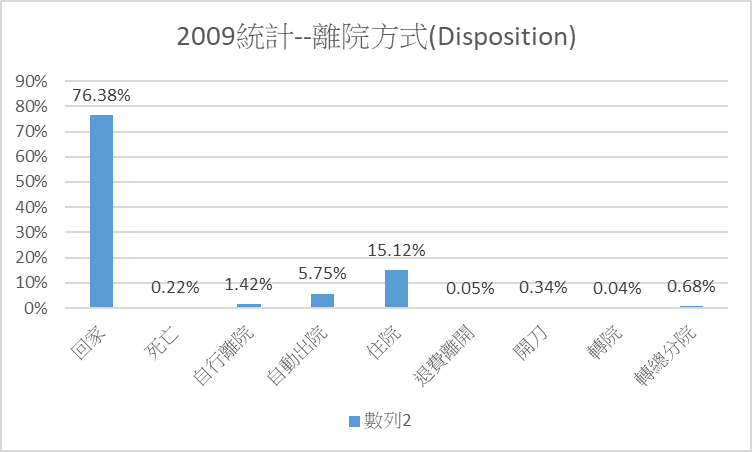 2009統計--離院方式(Disposition)
90%
80%
70%
60%
50%
40%
30%
20%
10%
0%
76.38%
0.22%
1.42%
5.75%
15.12%
0.05%
0.34%
0.04%
0.68%
回家
死亡
自行離院
自動出院
住院
退費離開
開刀
轉院
轉總分院
數列2